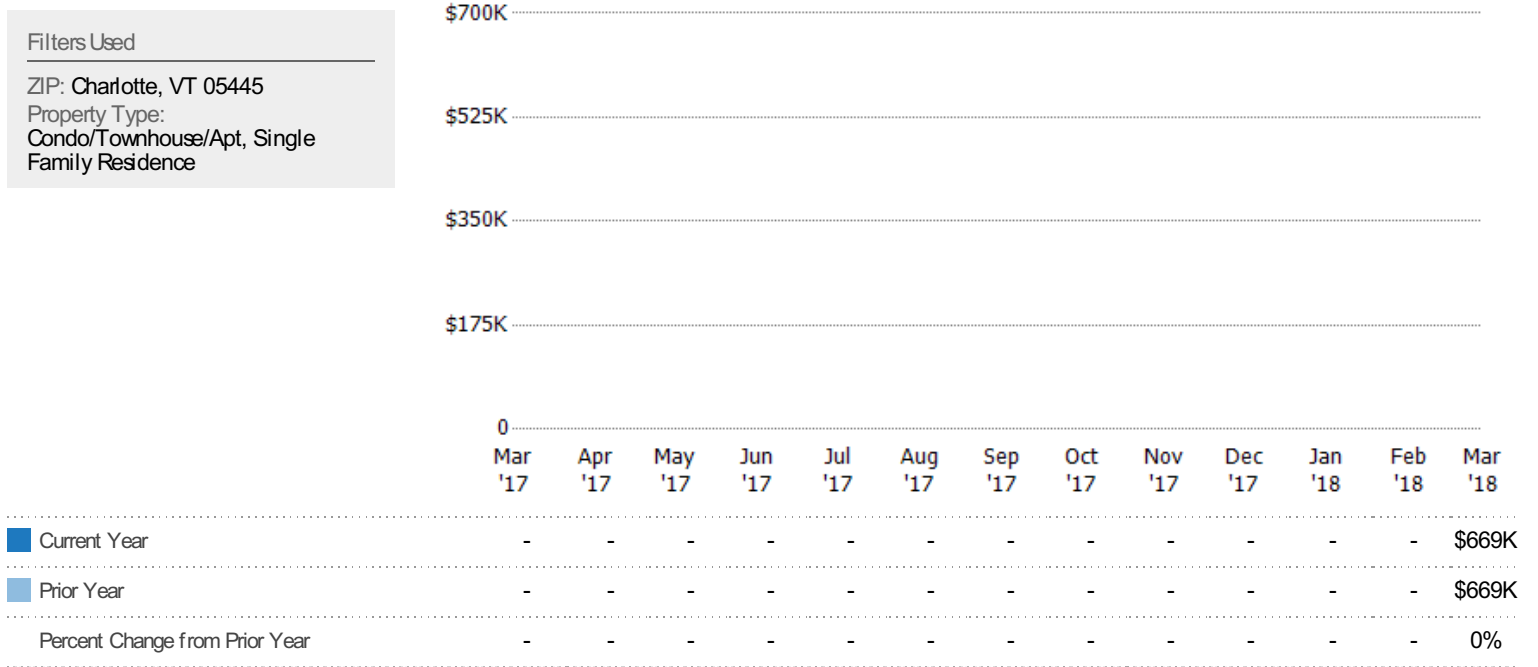 Filters Used
ZIP: Charlotte, VT 05445
Property Type:
Condo/Townhouse/Apt, Single
Family Residence
$700K
$525K
$350K
$175K
0
Mar Apr May Jun Jul Aug Sep Oct Nov Dec Jan Feb Mar
'17 '17 '17 '17 '17 '17 '17 '17 '17 '17 '18 '18 '18
Current Year - - - - - - - - - - - - $669K
Prior Year - - - - - - - - - - - - $669K
Percent Change from Prior Year - - - - - - - - - - - - 0%